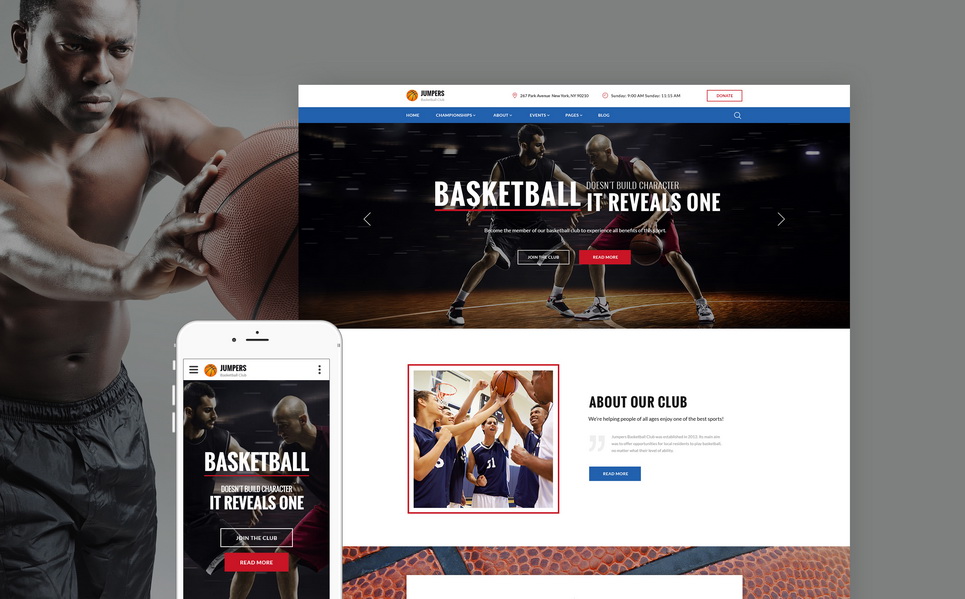 JUMPERS
Basketball Club
267 Park Avenue New York, NY 90210
Sunday: 9:00 AM Sunday: 11:15 AM
DONATE
HOME CHAMPIONSHIPS ABOUT EVENTS PAGES BLOG
BASKETBALL DOESN'T BUILD CHARACTER
IT REVEALS ONE
Become the member of our basketball club to experience all benefits of this sport.
JOIN THE CLUB READ MORE
ABOUT OUR CLUB
We're helping people of all ages enjoy one of the best sports!
Jumpers Basketball Club was established in 2012. Its main aim
was to offer opportunities for local residents to play basketball,
no matter what their level of ability.
READ MORE
31
JUMPERS
Basketball Club
BASKETBALL
DOESN'T BUILD CHARACTER
IT REVEALS ONE
JOIN THE CLUB
READ MORE